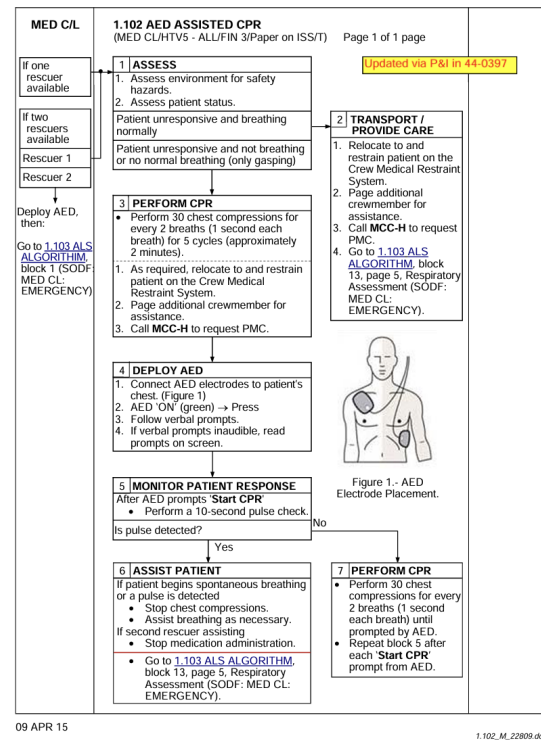 MED C/L
1.102 AED ASSISTED CPR
(MED CL/HTV5 - ALL/FIN 3/Paper on ISS/T) Page 1 of 1 page
Updated via P&I in 44-0397
If one
rescuer
available
If two
rescuers
available
Rescuer 1
Rescuer 2
Deploy AED,
then:
Go to 1.103 ALS
ALGORITHIM,
block 1 (SODF:
MED CL:
EMERGENCY)
1 ASSESS
1. Assess environment for safety
hazards.
2. Assess patient status.
Patient unresponsive and breathing
normally
Patient unresponsive and not breathing
or no normal breathing (only gasping)
2 TRANSPORT /
PROVIDE CARE
1. Relocate to and
restrain patient on the
Crew Medical Restraint
System.
2. Page additional
crewmember for
assistance.
3. Call MCC-H to request
PMC.
4. Go to 1.103 ALS
ALGORITHM, block
13, page 5, Respiratory
Assessment (SODF:
MED CL:
EMERGENCY).
3 PERFORM CPR
• Perform 30 chest compressions for
every 2 breaths (1 second each
breath) for 5 cycles (approximately
2 minutes).
1. As required, relocate to and restrain
patient on the Crew Medical
Restraint System.
2. Page additional crewmember for
assistance.
3. Call MCC-H to request PMC.
4 DEPLOY AED
1. Connect AED electrodes to patient's
chest. (Figure 1)
2. AED 'ON' (green) → Press
3. Follow verbal prompts.
4. If verbal prompts inaudible, read
prompts on screen.
Figure 1.- AED
Electrode Placement.
5 MONITOR PATIENT RESPONSE
After AED prompts 'Start CPR'
• Perform a 10-second pulse check.
Is pulse detected?
No
Yes
6 ASSIST PATIENT
If patient begins spontaneous breathing
or a pulse is detected
• Stop chest compressions.
• Assist breathing as necessary.
If second rescuer assisting
• Stop medication administration.
• Go to 1.103 ALS ALGORITHM,
block 13, page 5, Respiratory
Assessment (SODF: MED CL:
EMERGENCY).
7 PERFORM CPR
• Perform 30 chest
compressions for every
2 breaths (1 second
each breath) until
prompted by AED.
• Repeat block 5 after
each 'Start CPR'
prompt from AED.
09 APR 15